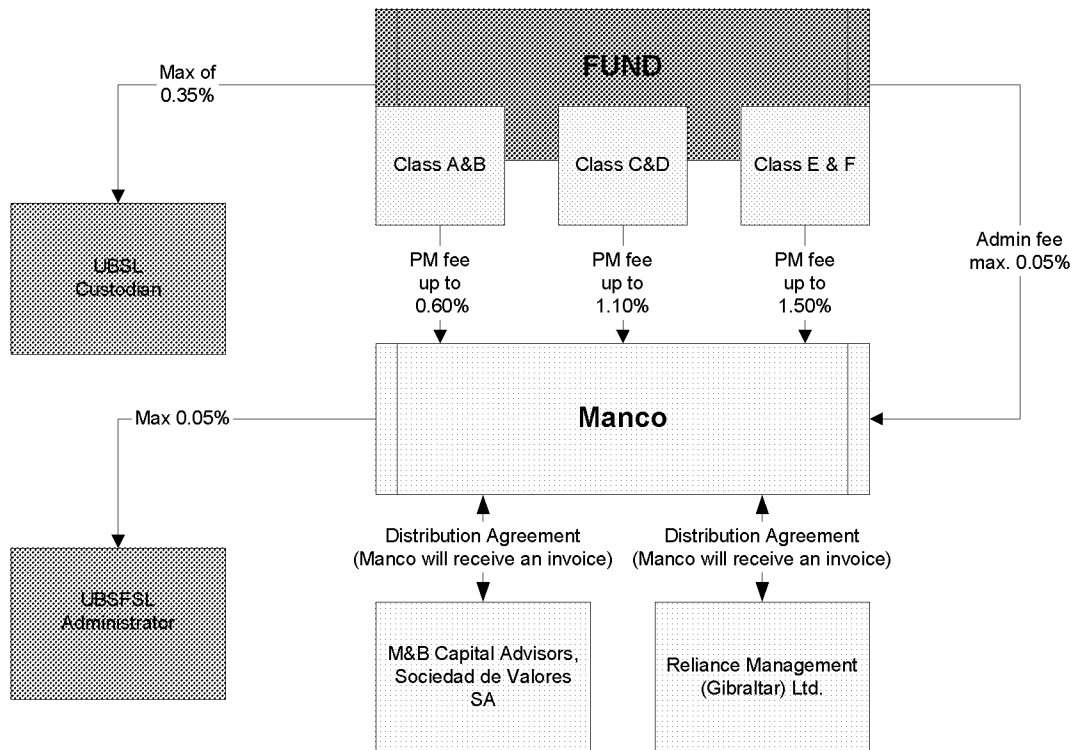 FUND
Max of
0.35%
Class A&B
Class C&D
Class E & F
UBSL
Custodian
PM fee
up to
0.60%
PM fee
up to
1.10%
PM fee
up to
1.50%
Admin fee
max. 0.05%
Manco
Max 0.05%
Distribution Agreement
(Manco will receive an invoice)
Distribution Agreement
(Manco will receive an invoice)
UBSFSL
Administrator
M&B Capital Advisors,
Sociedad de Valores
SA
Reliance Management
(Gibraltar) Ltd.